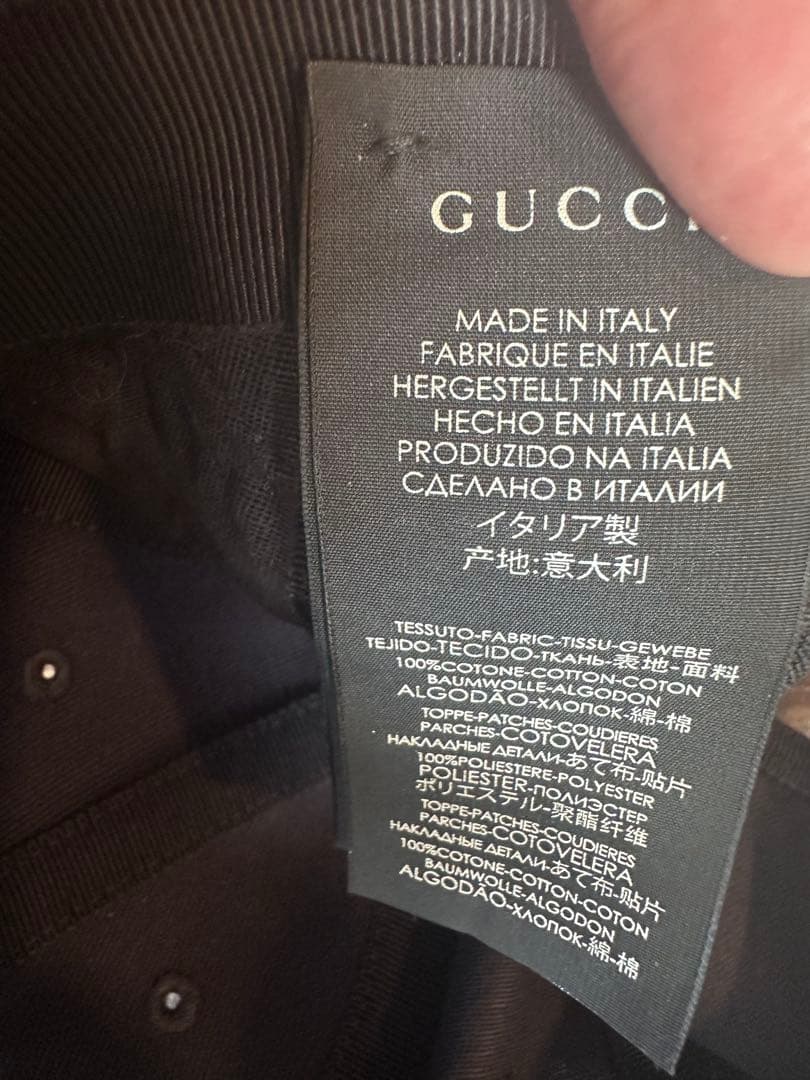 GUCCI
MADE IN ITALY
FABRIQUE EN ITALIE
HERGESTELLT IN ITALIEN
HECHO EN ITALIA
PRODUZIDO NA ITALIA
СДЕЛАНО В ИТАЛИИ
イタリア製
产地:意大利
TESSUTO-FABRIC-TISSU-GEWEBE
TEJIDO-TECIDO-ТКАНЬ-表地-面料
100%COTONE-COTTON-COTON
BAUMWOLLE-ALGODON
ALGODÃO-ХЛОПОК-綿-棉
TOPPE-PATCHES-COUDIERES
PARCHES-COTOVELERA
НАКЛАДНЫЕ ДЕТАЛИ-あて布-贴片
100%POLIESTERE-POLYESTER
POLIESTER-ПОЛИЭСТЕР
ポリエステル-聚酯纤维
TOPPE-PATCHES-COUDIERES
PARCHES-COTOVELERA
НАКЛАДНЫЕ ДЕТАЛИ-あて布-贴片
100%COTONE-COTTON-COTON
BAUMWOLLE-ALGODON
ALGODÃO-ХЛОПОК-綿-棉